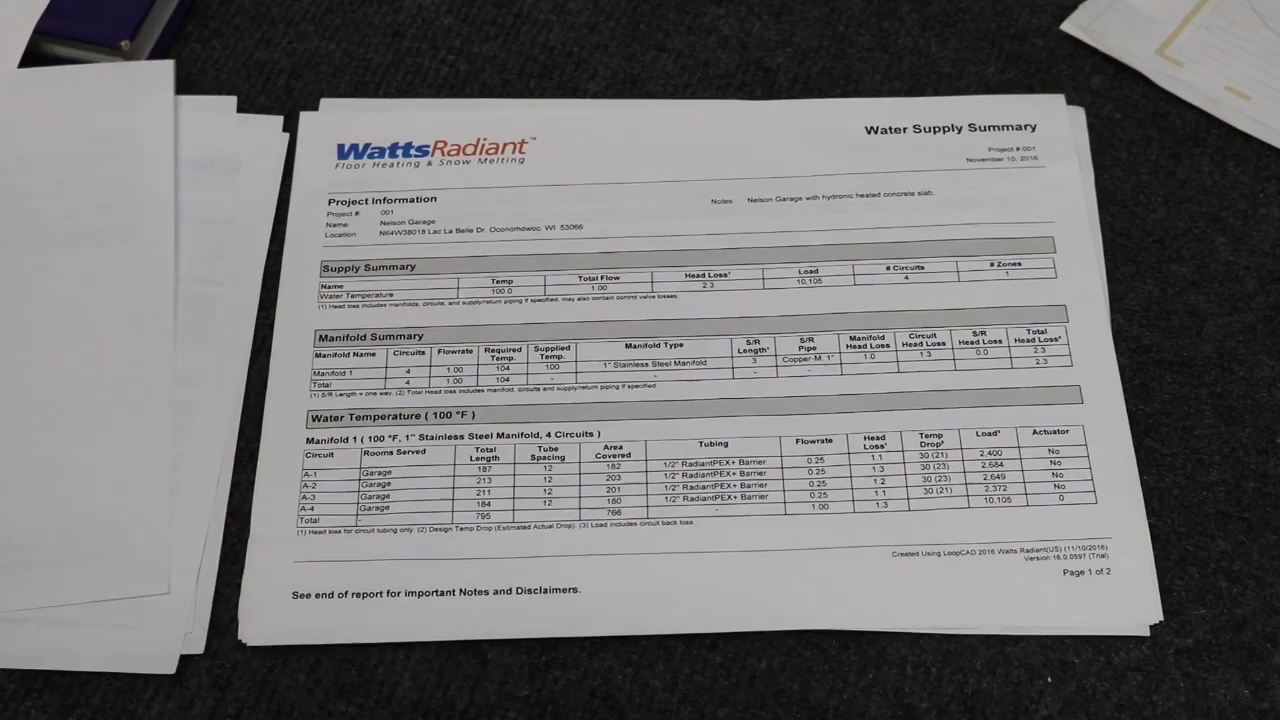 WattsRadiant™
Floor Heating & Snow Melting
Water Supply Summary
Project #:001
November 10, 2016
Project Information
Project #: 001
Name: Nelson Garage
Location: N64W38018 Lac La Belle Dr. Oconomowoc, WI 53066
Notes: Nelson Garage with hydronic heated concrete slab.
Supply Summary
Name Temp Total Flow Head Loss¹ Load # Circuits # Zones
Water Temperature 100.0 1.00 2.3 10,105 4 1
(1) Head loss includes manifolds, circuits, and supply/return piping if specified, may also contain control valve losses.
Manifold Summary
Manifold Name Circuits Flowrate Required Temp. Supplied Temp. Manifold Type S/R Length¹ S/R Pipe Manifold Head Loss Circuit Head Loss S/R Head Loss Total Head Loss²
Manifold 1 4 1.00 104 100 1" Stainless Steel Manifold 3 Copper-M, 1" 1.0 1.3 0.0 2.3
Total 4 1.00 104 - - - - 2.3
(1) S/R Length = one way, (2) Total Head loss includes manifold, circuits and supply/return piping if specified.
Water Temperature ( 100 °F )
Manifold 1 ( 100 °F, 1" Stainless Steel Manifold, 4 Circuits )
Circuit Rooms Served Total Length Tube Spacing Area Covered Tubing Flowrate Head Loss¹ Temp Drop² Load³ Actuator
A-1 Garage 187 12 182 1/2" RadiantPEX+ Barrier 0.25 1.1 30 (21) 2,400 No
A-2 Garage 213 12 203 1/2" RadiantPEX+ Barrier 0.25 1.3 30 (23) 2,684 No
A-3 Garage 211 12 201 1/2" RadiantPEX+ Barrier 0.25 1.2 30 (23) 2,649 No
A-4 Garage 184 12 180 1/2" RadiantPEX+ Barrier 0.25 1.1 30 (21) 2,372 No
Total - 795 766 - 1.00 1.3 10,105 0
(1) Head loss for circuit tubing only. (2) Design Temp Drop (Estimated Actual Drop). (3) Load includes circuit back loss.
Created Using LoopCAD 2016 Watts Radiant(US) (11/10/2016)
Version:16.0.0597 (Trial)
Page 1 of 2
See end of report for important Notes and Disclaimers.